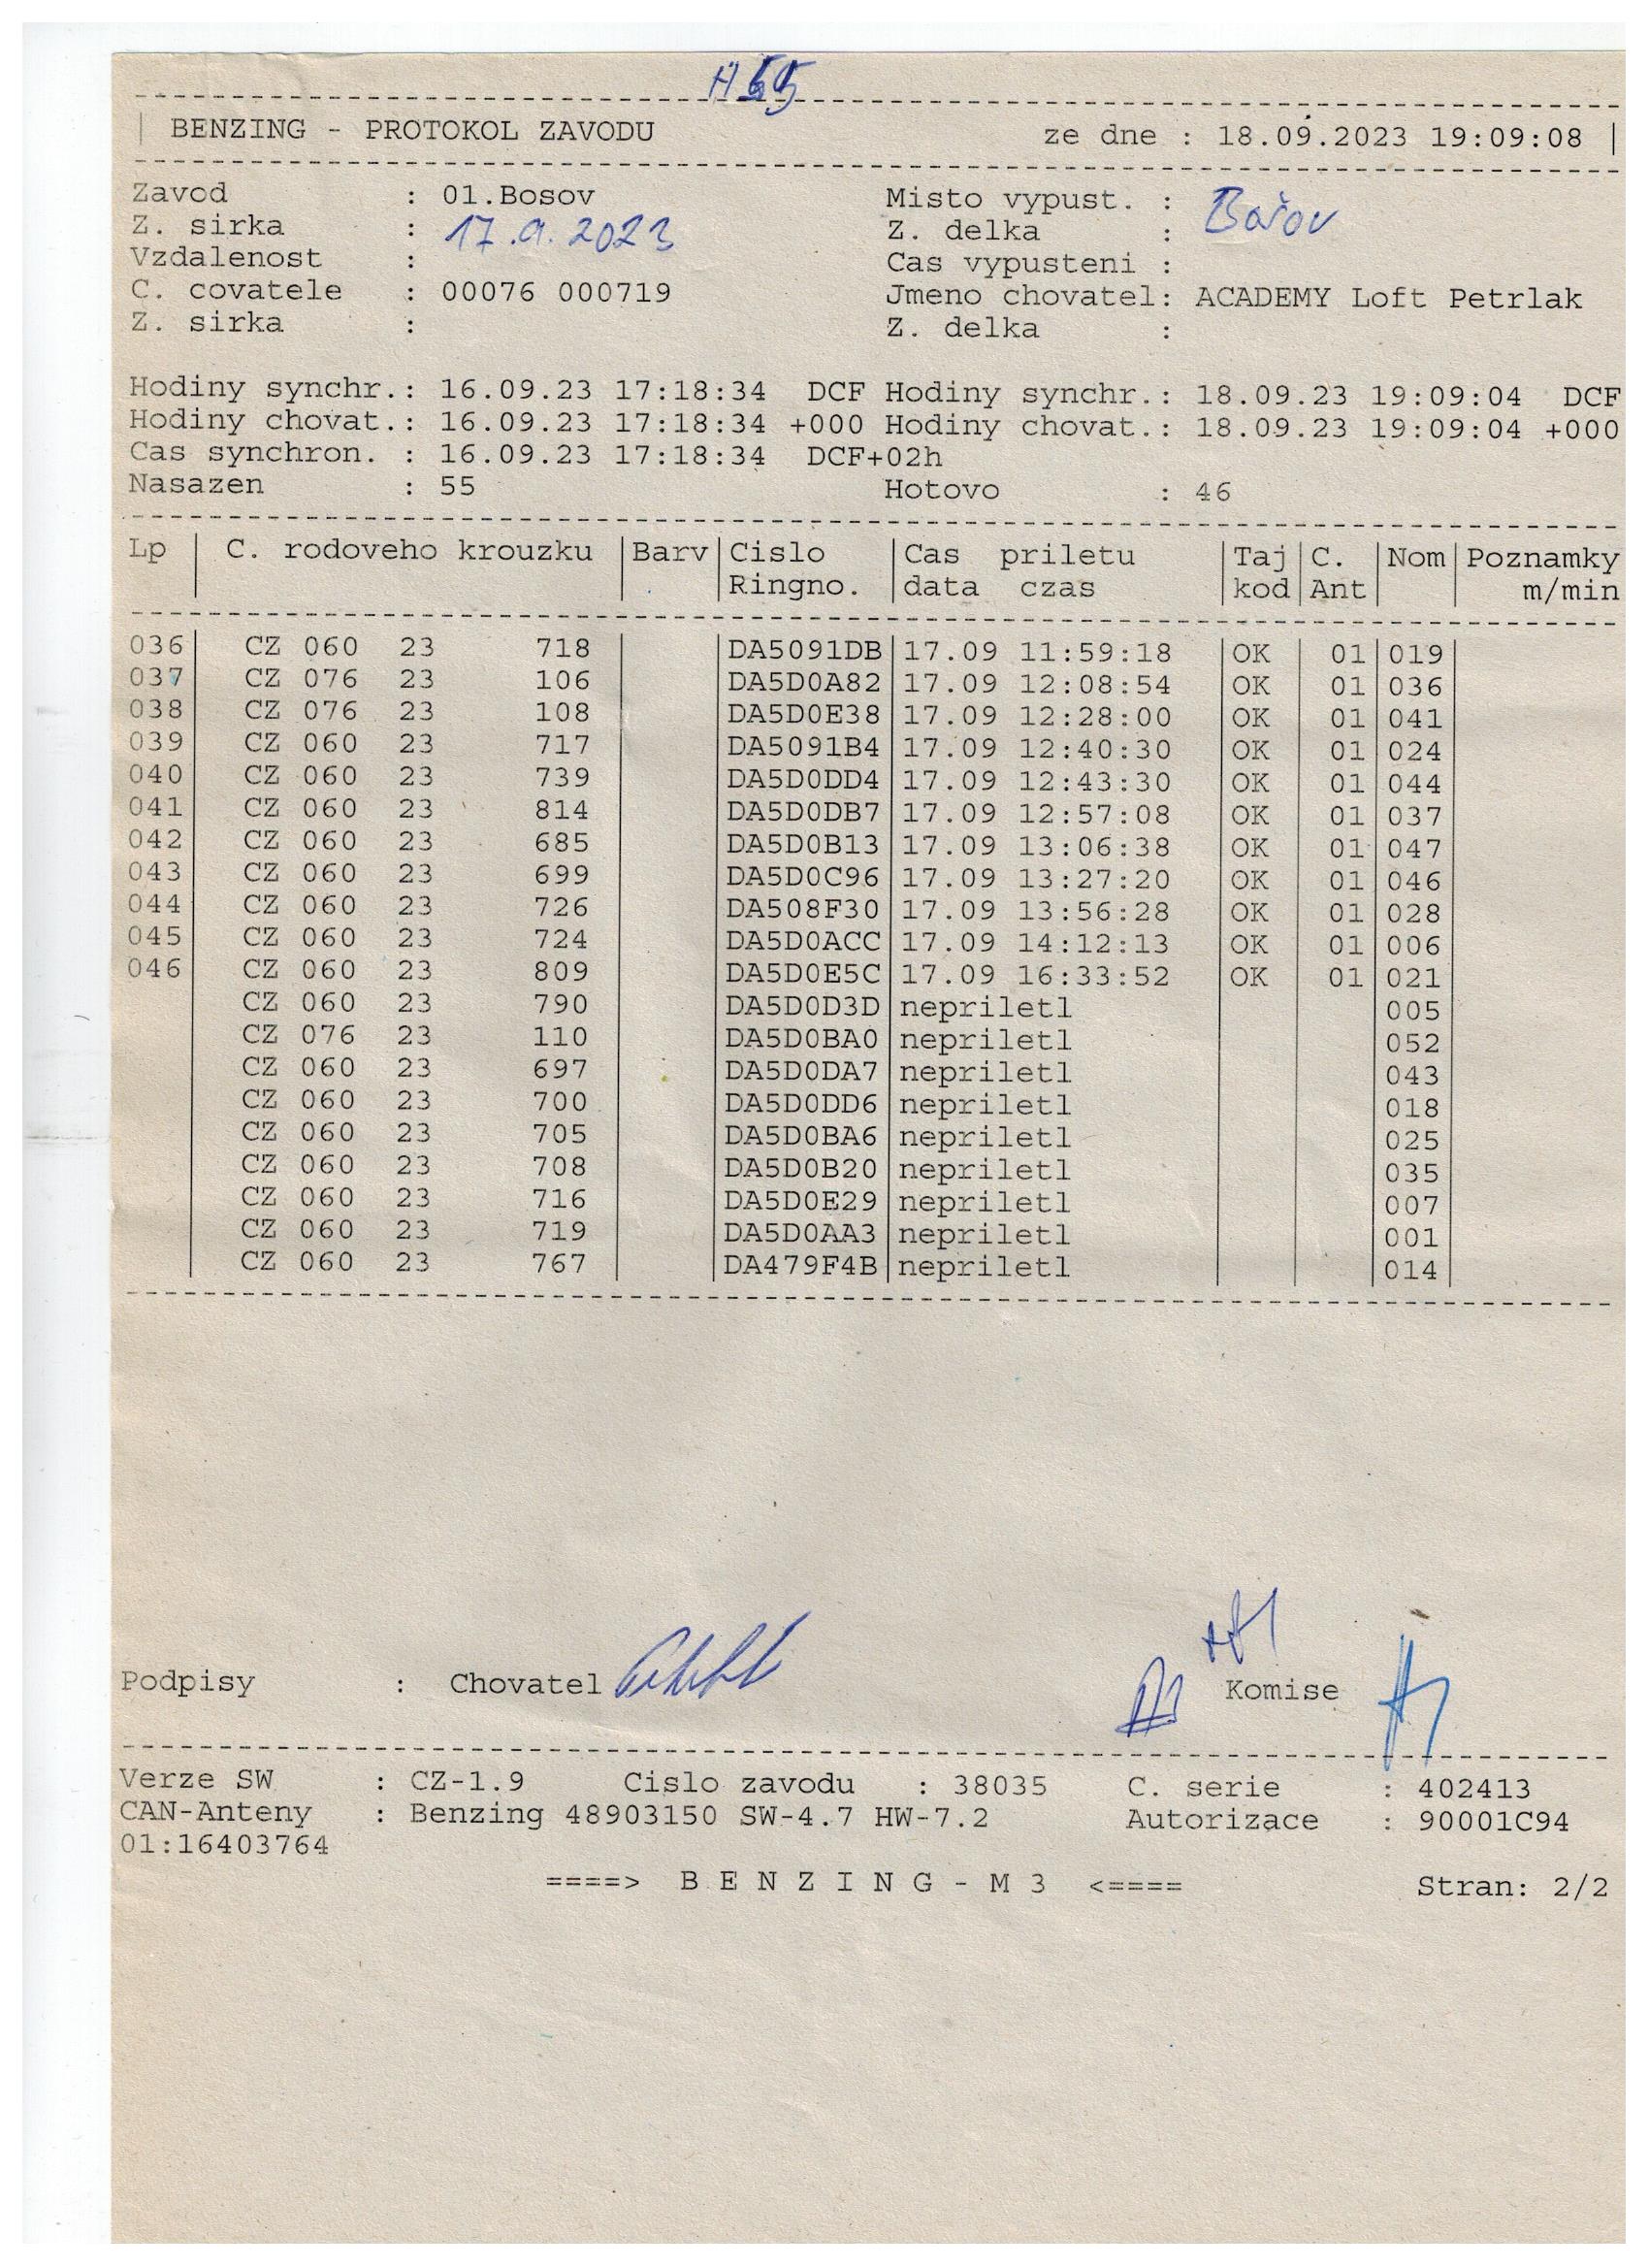 BENZING - PROTOKOL ZAVODU ze dne : 18.09.2023 19:09:08
Zavod : 01.Bosov Misto vypust. :
Z. sirka : 17.9.2023 Z. delka :
Vzdalenost : Cas vypusteni :
C. covatele : 00076 000719 Jmeno chovatel: ACADEMY Loft Petrlak
Z. sirka : Z. delka :
Hodiny synchr.: 16.09.23 17:18:34 DCF Hodiny synchr.: 18.09.23 19:09:04 DCF
Hodiny chovat.: 16.09.23 17:18:34 +000 Hodiny chovat.: 18.09.23 19:09:04 +000
Cas synchron. : 16.09.23 17:18:34 DCF+02h
Nasazen : 55 Hotovo : 46
Lp | C. rodoveho krouzku |Barv|Cislo |Cas priletu |Taj|C. |Nom|Poznamky
Ringno. |data czas |kod|Ant| | m/min
036| CZ 060 23 718 | |DA5091DB|17.09 11:59:18 |OK | 01|019|
037| CZ 076 23 106 | |DA5D0A82|17.09 12:08:54 |OK | 01|036|
038| CZ 076 23 108 | |DA5D0E38|17.09 12:28:00 |OK | 01|041|
039| CZ 060 23 717 | |DA5091B4|17.09 12:40:30 |OK | 01|024|
040| CZ 060 23 739 | |DA5D0DD4|17.09 12:43:30 |OK | 01|044|
041| CZ 060 23 814 | |DA5D0DB7|17.09 12:57:08 |OK | 01|037|
042| CZ 060 23 685 | |DA5D0B13|17.09 13:06:38 |OK | 01|047|
043| CZ 060 23 699 | |DA5D0C96|17.09 13:27:20 |OK | 01|046|
044| CZ 060 23 726 | |DA508F30|17.09 13:56:28 |OK | 01|028|
045| CZ 060 23 724 | |DA5D0ACC|17.09 14:12:13 |OK | 01|006|
046| CZ 060 23 809 | |DA5D0E5C|17.09 16:33:52 |OK | 01|021|
| CZ 060 23 790 | |DA5D0D3D|nepriletl | | |005|
| CZ 076 23 110 | |DA5D0BA0|nepriletl | | |052|
| CZ 060 23 697 | |DA5D0DA7|nepriletl | | |043|
| CZ 060 23 700 | |DA5D0DD6|nepriletl | | |018|
| CZ 060 23 705 | |DA5D0BA6|nepriletl | | |025|
| CZ 060 23 708 | |DA5D0B20|nepriletl | | |035|
| CZ 060 23 716 | |DA5D0E29|nepriletl | | |007|
| CZ 060 23 719 | |DA5D0AA3|nepriletl | | |001|
| CZ 060 23 767 | |DA479F4B|nepriletl | | |014|
Podpisy : Chovatel Komise
Verze SW : CZ-1.9 Cislo zavodu : 38035 C. serie : 402413
CAN-Anteny : Benzing 48903150 SW-4.7 HW-7.2 Autorizace : 90001C94
01:16403764
====> B E N Z I N G - M 3 <==== Stran: 2/2